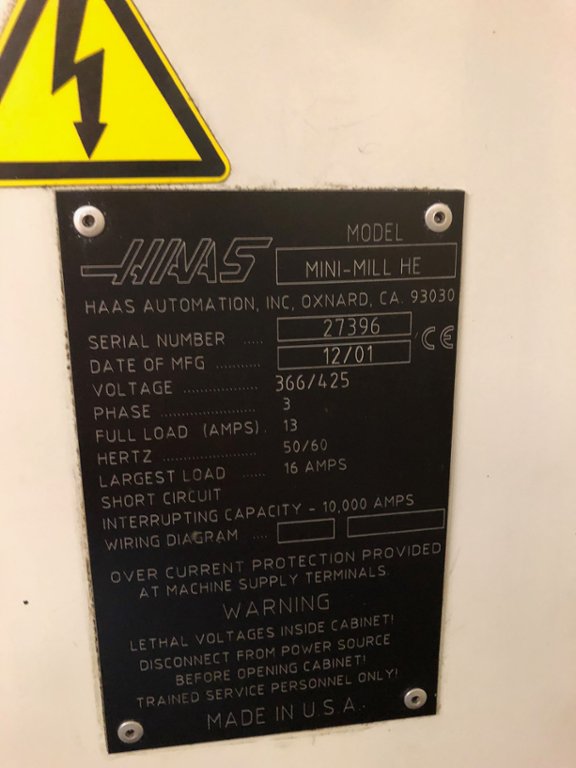 MODEL
HAAS MINI-MILL HE
HAAS AUTOMATION, INC, OXNARD, CA. 93030
SERIAL NUMBER ..... 27396
DATE OF MFG .......... 12/01
CE
VOLTAGE ................. 366/425
PHASE ...................... 3
FULL LOAD (AMPS). 13
HERTZ ...................... 50/60
LARGEST LOAD ...... 16 AMPS
SHORT CIRCUIT
INTERRUPTING CAPACITY - 10,000 AMPS
WIRING DIAGRAM ....
OVER CURRENT PROTECTION PROVIDED
AT MACHINE SUPPLY TERMINALS.
WARNING
LETHAL VOLTAGES INSIDE CABINET!
DISCONNECT FROM POWER SOURCE
BEFORE OPENING CABINET!
TRAINED SERVICE PERSONNEL ONLY!
MADE IN U.S.A.